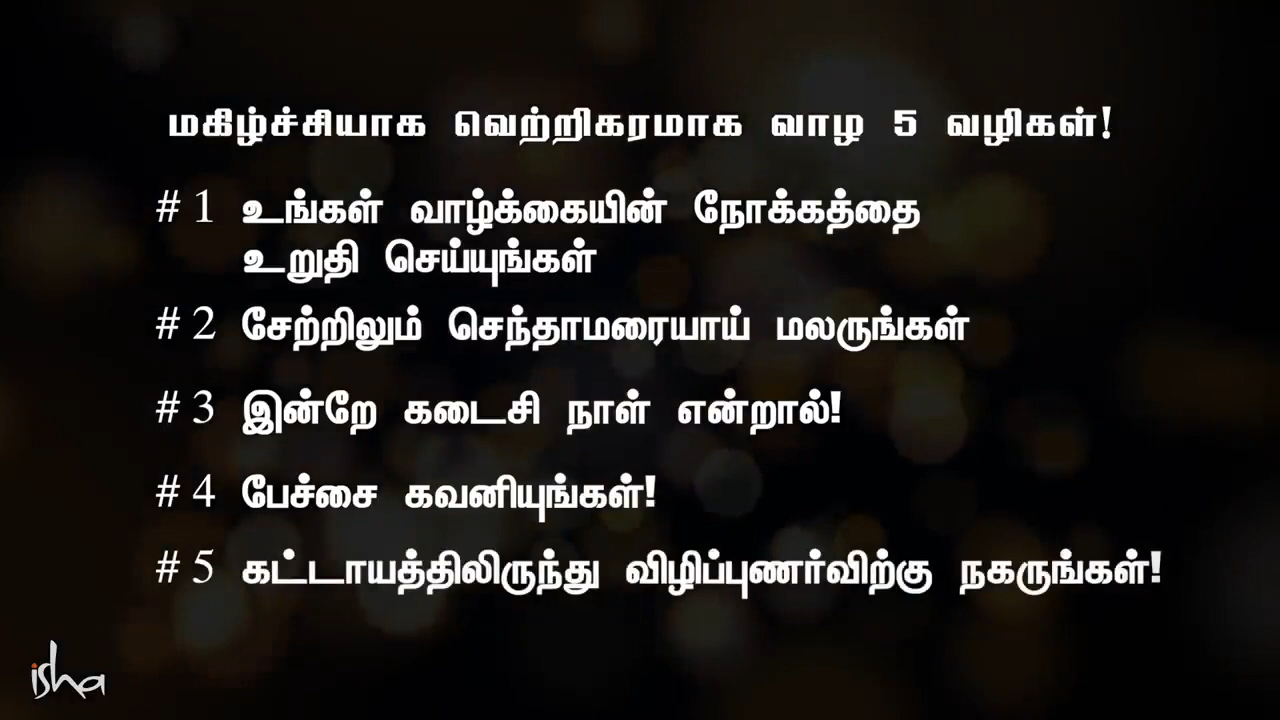 மகிழ்ச்சியாக வெற்றிகரமாக வாழ 5 வழிகள்!
# 1 உங்கள் வாழ்க்கையின் நோக்கத்தை
உறுதி செய்யுங்கள்
# 2 சேற்றிலும் செந்தாமரையாய் மலருங்கள்
# 3 இன்றே கடைசி நாள் என்றால்!
# 4 பேச்சை கவனியுங்கள்!
# 5 கட்டாயத்திலிருந்து விழிப்புணர்விற்கு நகருங்கள்!
isha